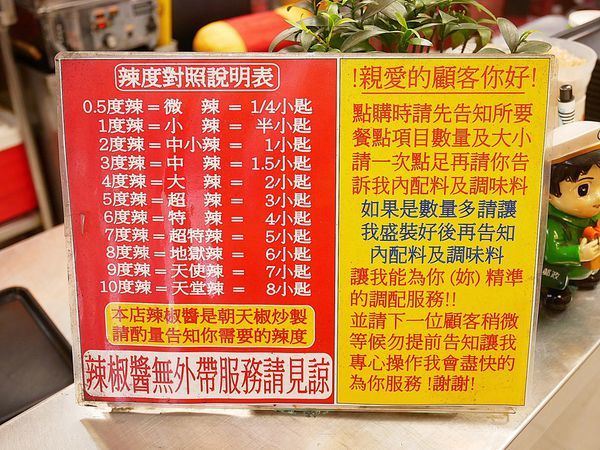 辣度對照說明表
0.5度辣=微 辣 = 1/4小匙
1度辣=小 辣 = 半小匙
2度辣=中小辣 = 1小匙
3度辣=中 辣 = 1.5小匙
4度辣=大 辣 = 2小匙
5度辣=超 辣 = 3小匙
6度辣=特 辣 = 4小匙
7度辣=超特辣 = 5小匙
8度辣=地獄辣 = 6小匙
9度辣=天使辣 = 7小匙
10度辣=天堂辣 = 8小匙
本店辣椒醬是朝天椒炒製
請酌量告知你需要的辣度
辣椒醬無外帶服務請見諒
!親愛的顧客你好!
點購時請先告知所要
餐點項目數量及大小
請一次點足再請你告
訴我內配料及調味料
如果是數量多請讓
我盛裝好後再告知
內配料及調味料
讓我能為你(妳)精準
的調配服務!!
並請下一位顧客稍微
等候勿提前告知讓我
專心操作我會盡快的
為你服務!謝謝!